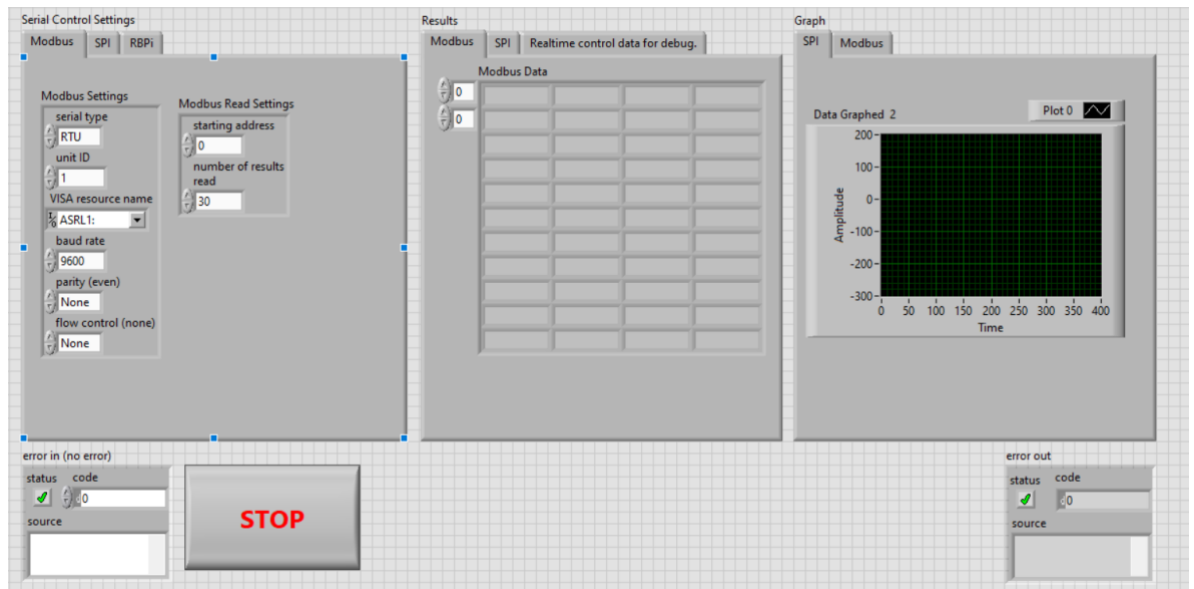 Serial Control Settings
Modbus SPI RBPi
Modbus Settings
serial type
RTU
unit ID
1
VISA resource name
ASRL1:
baud rate
9600
parity (even)
None
flow control (none)
None
Modbus Read Settings
starting address
0
number of results
read
30
Results
Modbus SPI Realtime control data for debug.
Modbus Data
0
0
Graph
SPI Modbus
Data Graphed 2
Plot 0
Amplitude
200
100
0
-100
-200
-300
0 50 100 150 200 250 300 350 400
Time
error in (no error)
status code
d0
source
STOP
error out
status code
d0
source